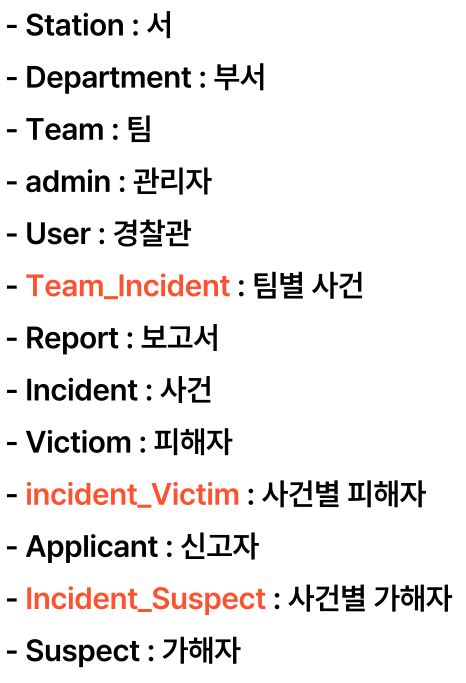 - Station : 서
- Department : 부서
- Team : 팀
- admin : 관리자
- User : 경찰관
- Team_Incident : 팀별 사건
- Report : 보고서
- Incident : 사건
- Victiom : 피해자
- incident_Victim : 사건별 피해자
- Applicant : 신고자
- Incident_Suspect : 사건별 가해자
- Suspect : 가해자